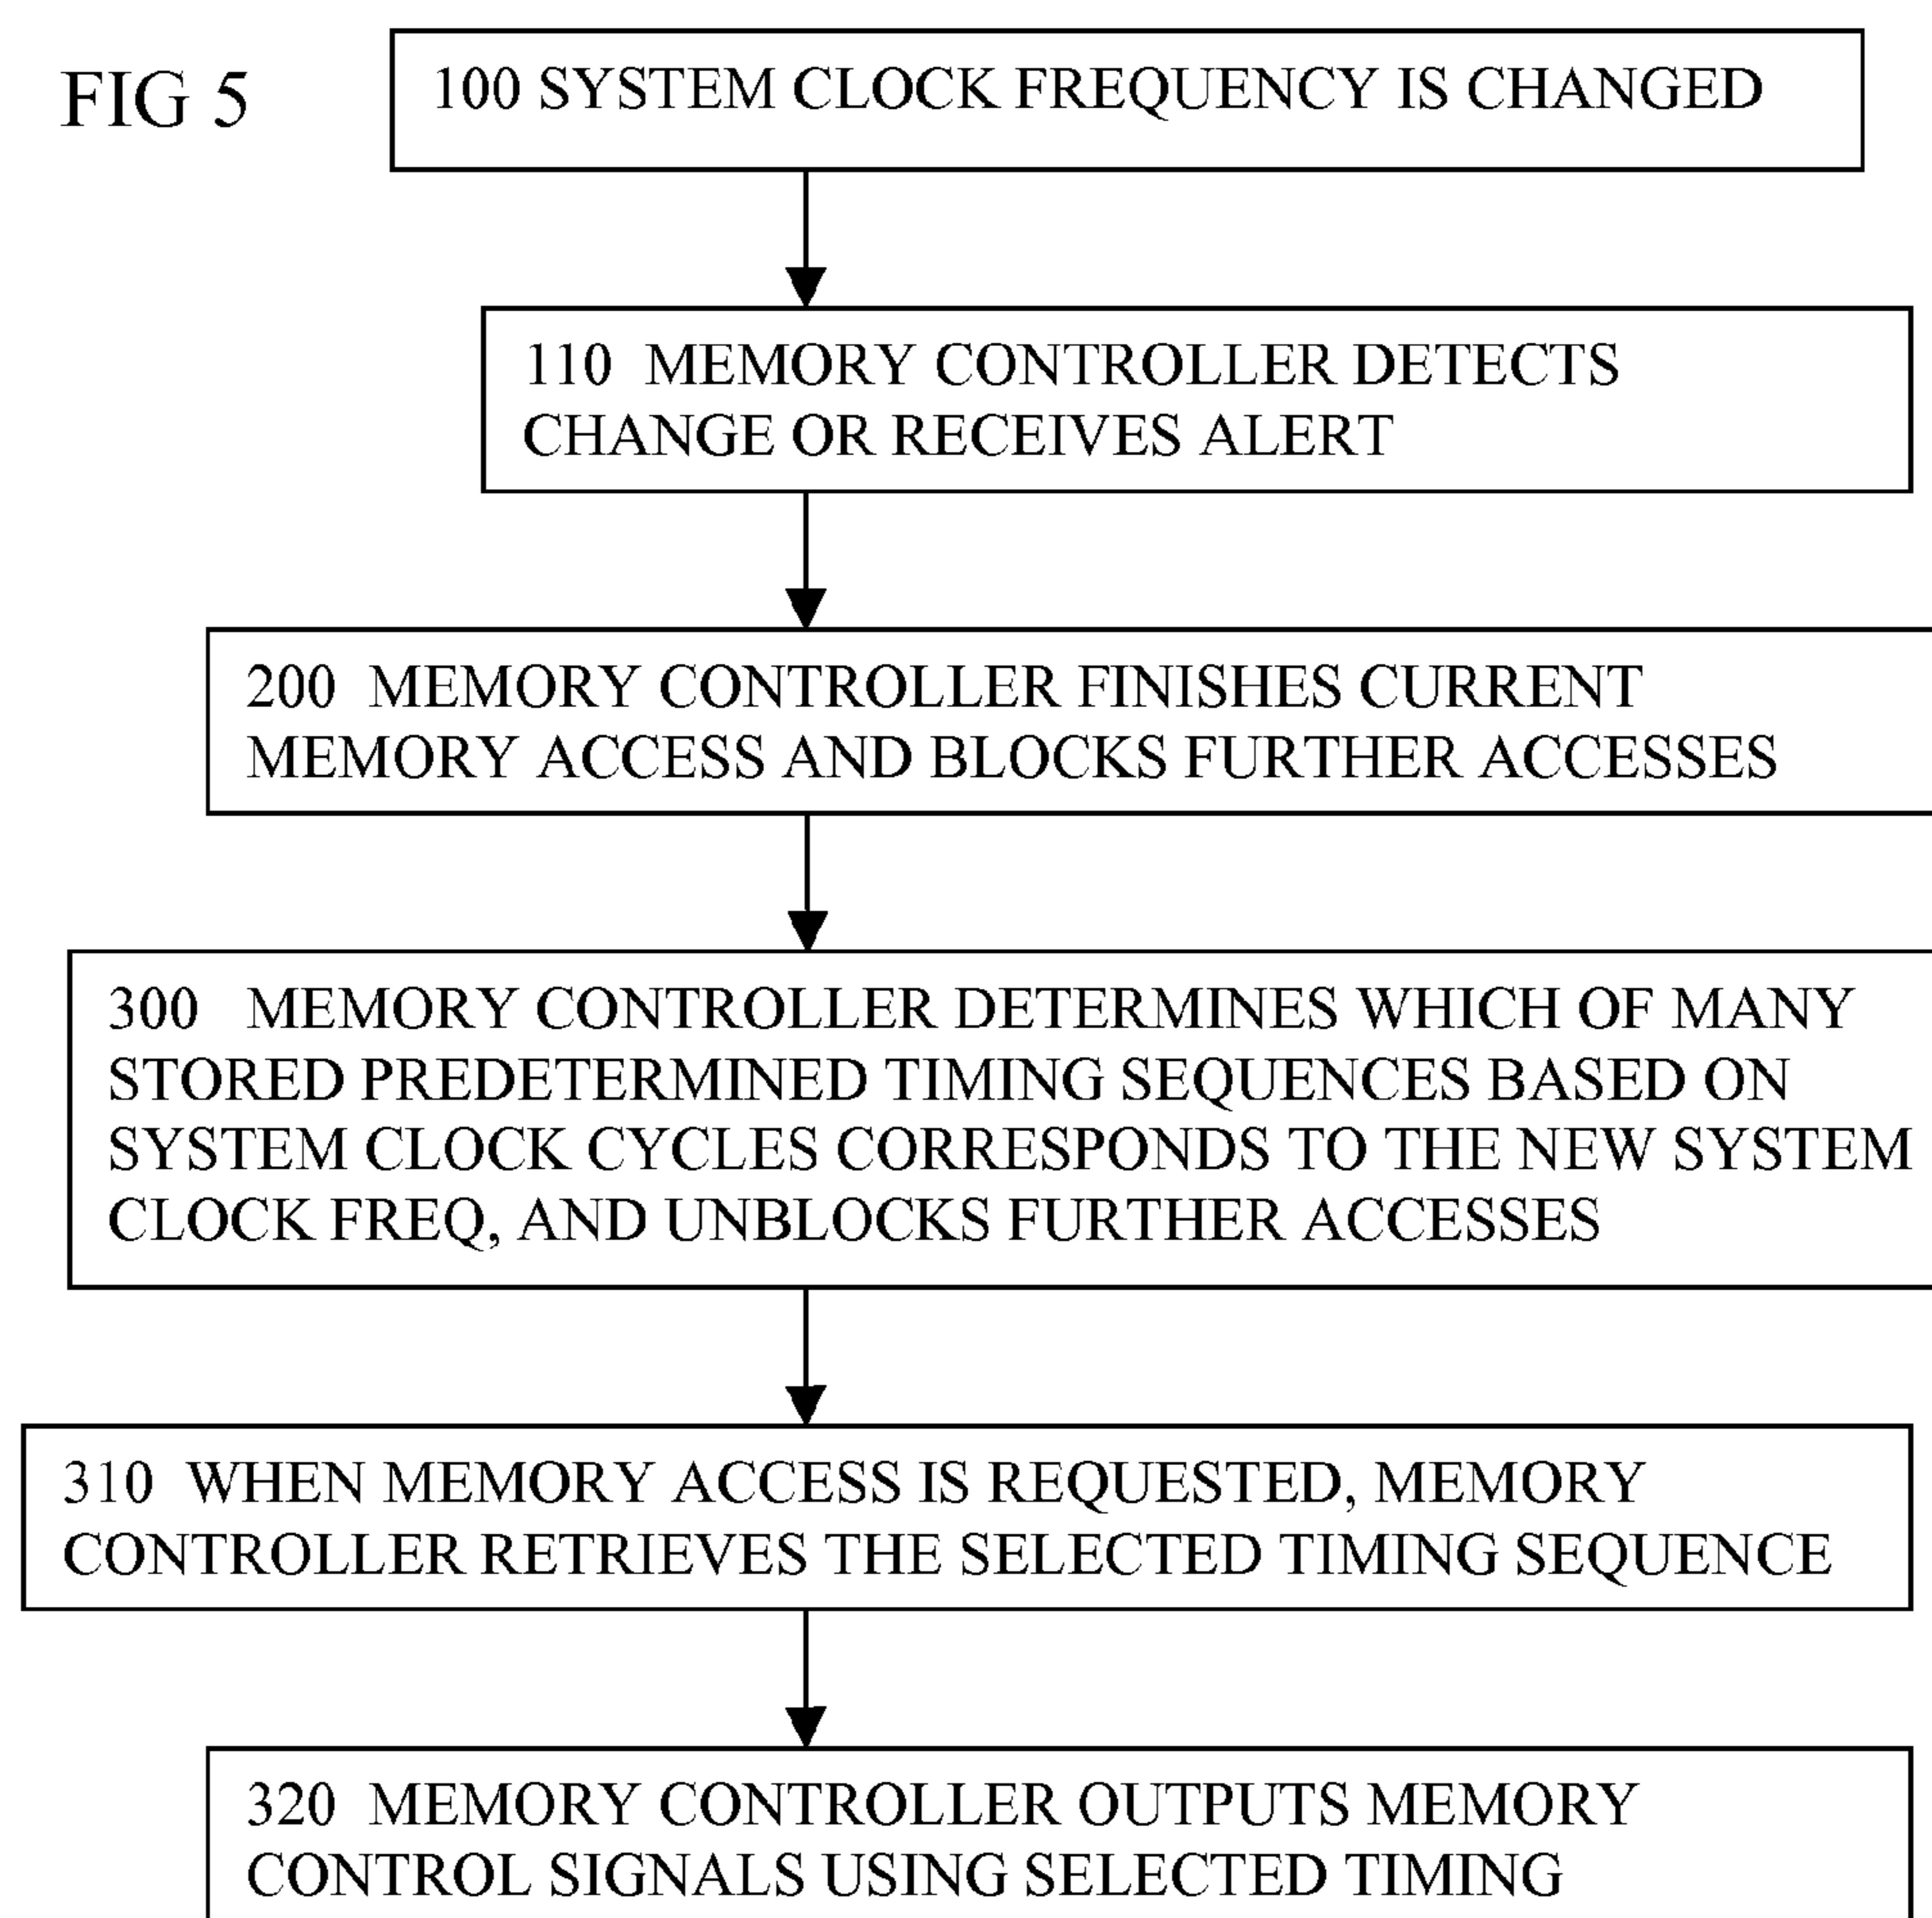 FIG 5
100 SYSTEM CLOCK FREQUENCY IS CHANGED
110 MEMORY CONTROLLER DETECTS
CHANGE OR RECEIVES ALERT
200 MEMORY CONTROLLER FINISHES CURRENT
MEMORY ACCESS AND BLOCKS FURTHER ACCESSES
300 MEMORY CONTROLLER DETERMINES WHICH OF MANY
STORED PREDETERMINED TIMING SEQUENCES BASED ON
SYSTEM CLOCK CYCLES CORRESPONDS TO THE NEW SYSTEM
CLOCK FREQ, AND UNBLOCKS FURTHER ACCESSES
310 WHEN MEMORY ACCESS IS REQUESTED, MEMORY
CONTROLLER RETRIEVES THE SELECTED TIMING SEQUENCE
320 MEMORY CONTROLLER OUTPUTS MEMORY
CONTROL SIGNALS USING SELECTED TIMING